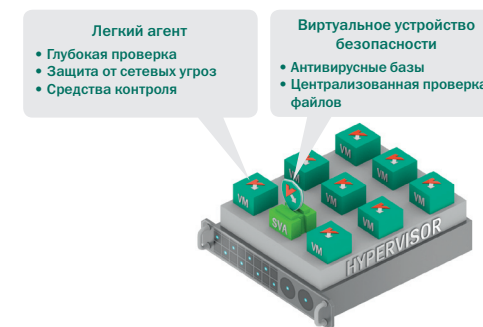 Легкий агент
• Глубокая проверка
• Защита от сетевых угроз
• Средства контроля
Виртуальное устройство
безопасности
• Антивирусные базы
• Централизованная проверка
файлов
VM
VM
VM
VM
VM
VM
VM
VM
SVA
HYPERVISOR